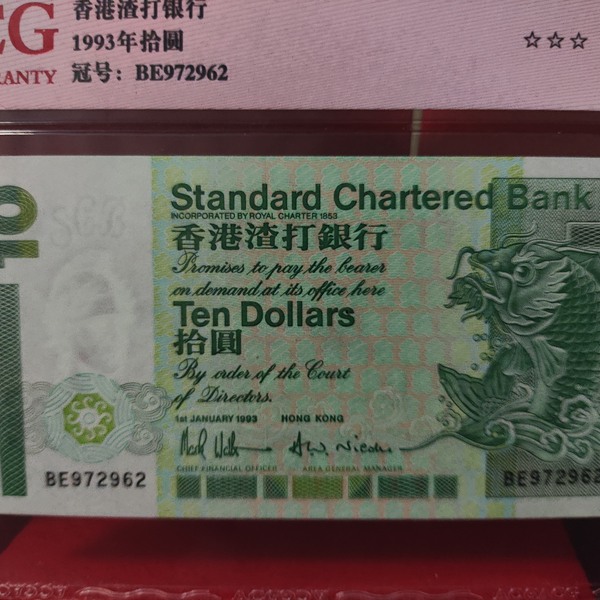 EG
RANTY
香港渣打银行
1993年拾圆
冠号：BE972962
☆☆☆
10
Standard Chartered Bank
INCORPORATED BY ROYAL CHARTER 1853
香港渣打銀行
Promises to pay the bearer
on demand at its office here
Ten Dollars
拾圓
By order of the Court
of Directors.
1st JANUARY 1993 HONG KONG
CHIEF FINANCIAL OFFICER AREA GENERAL MANAGER
BE972962 BE972962